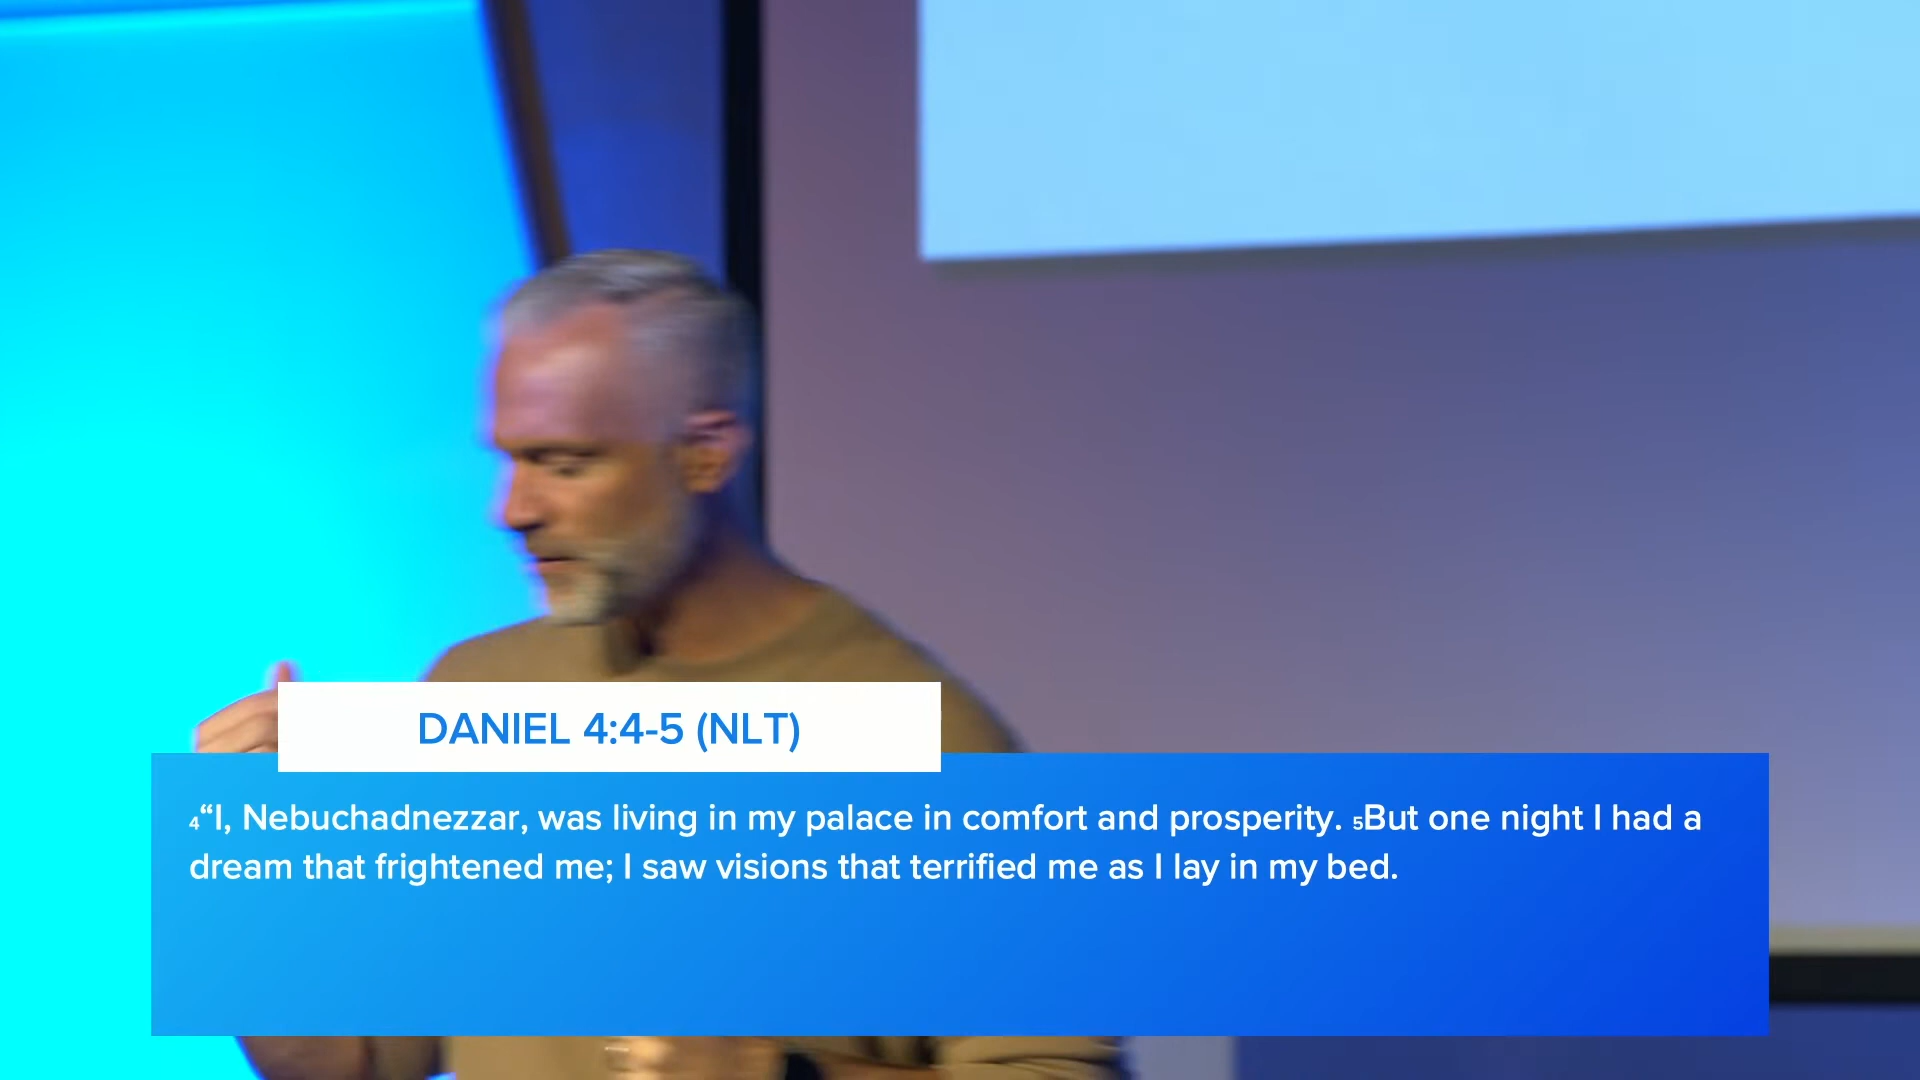 DANIEL 4:4-5 (NLT)
4“I, Nebuchadnezzar, was living in my palace in comfort and prosperity. 5But one night I had a
dream that frightened me; I saw visions that terrified me as I lay in my bed.